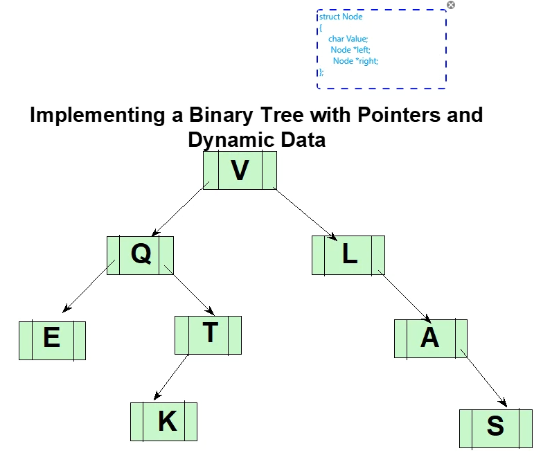 struct Node
{
char Value;
Node *left;
Node *right;
};
Implementing a Binary Tree with Pointers and
Dynamic Data
V
Q
L
E
T
A
K
S